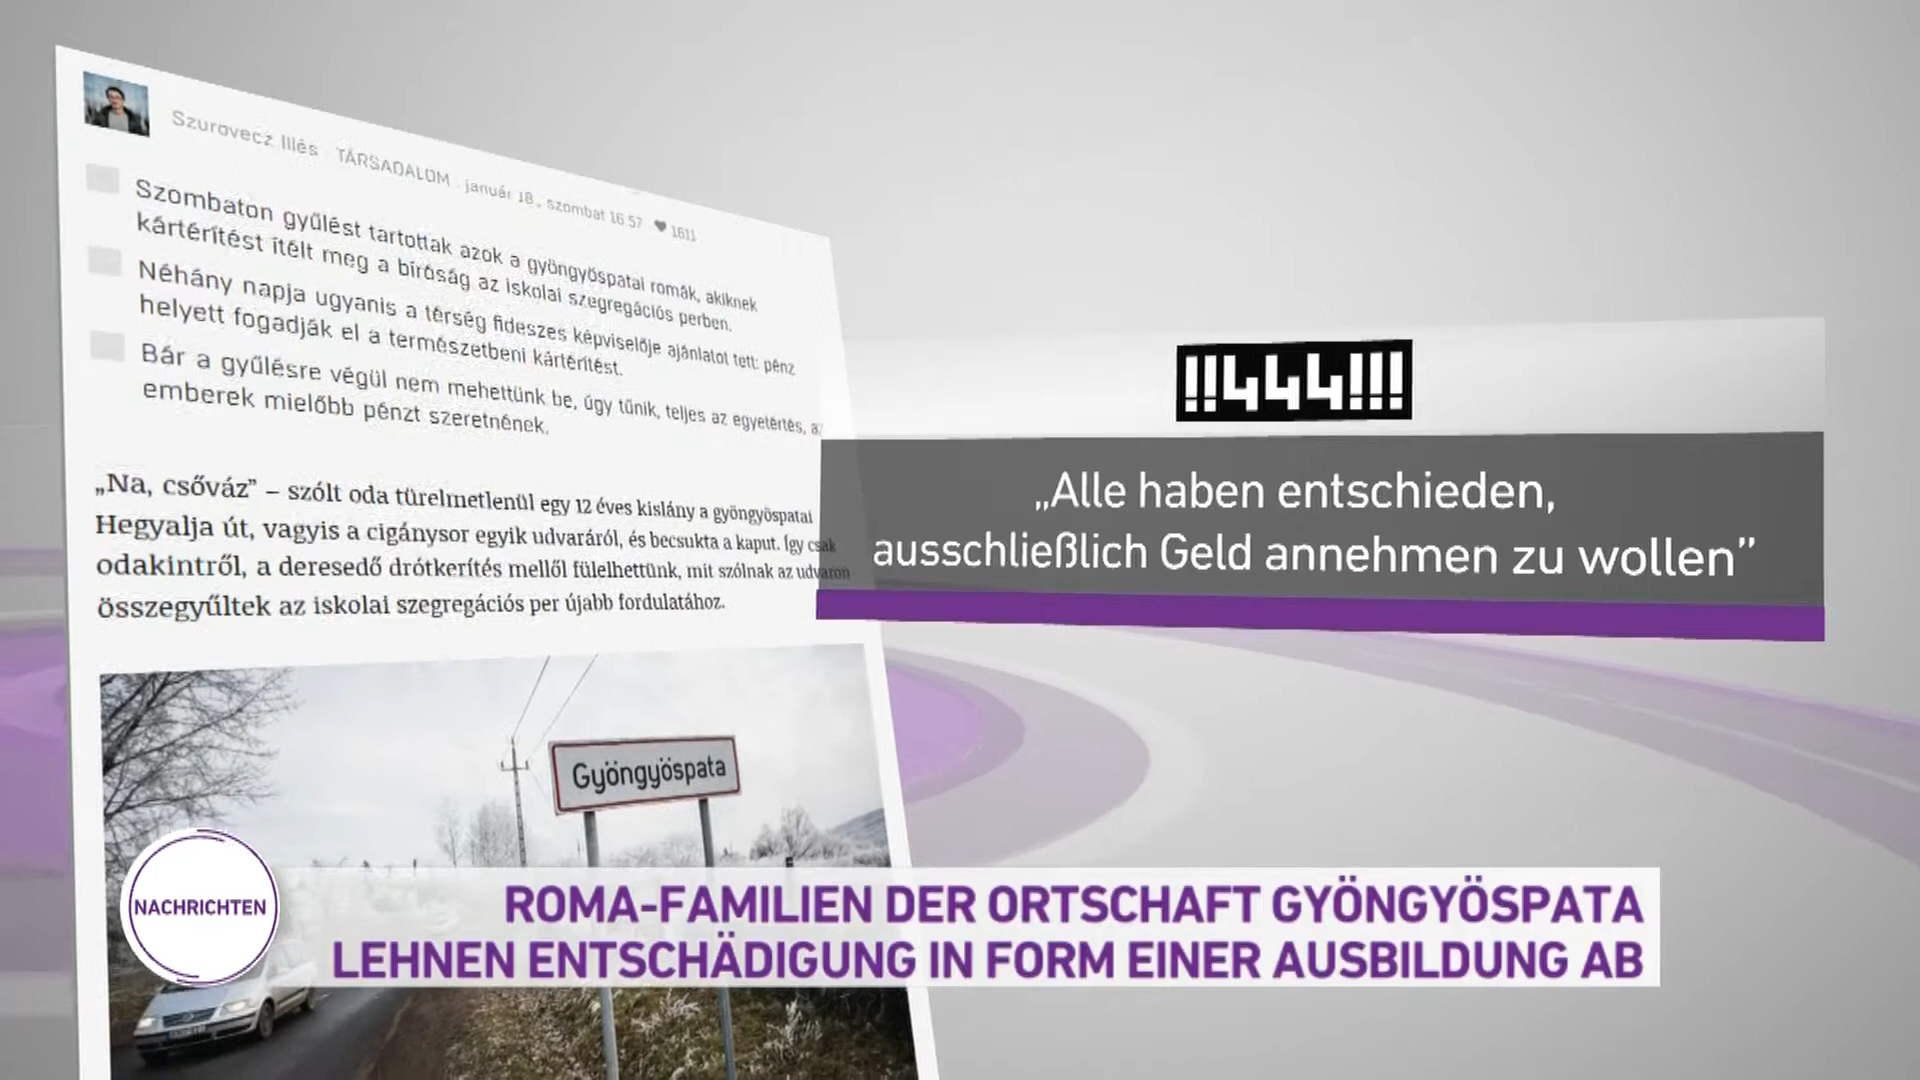 Szurovecz Illés TÁRSADALOM . január 18., szombat 16:57 1611
Szombaton gyűlést tartottak azok a gyöngyöspatai romák, akiknek
kártérítést ítélt meg a bíróság az iskolai szegregációs perben.
Néhány napja ugyanis a térség fideszes képviselője ajánlatot tett: pénz
helyett fogadják el a természetbeni kártérítést.
Bár a gyűlésre végül nem mehettünk be, úgy tűnik, teljes az egyetértés, az
emberek mielőbb pénzt szeretnének.
„Na, csőváz” – szólt oda türelmetlenül egy 12 éves kislány a gyöngyöspatai
Hegyalja út, vagyis a cigánysor egyik udvaráról, és becsukta a kaput. Így csak
odakintről, a deresedő drótkerítés mellől fülelhettünk, mit szólnak az udvaron
összegyűltek az iskolai szegregációs per újabb fordulatához.
!!444!!!
„Alle haben entschieden,
ausschließlich Geld annehmen zu wollen”
Gyöngyöspata
NACHRICHTEN
ROMA-FAMILIEN DER ORTSCHAFT GYÖNGYÖSPATA
LEHNEN ENTSCHÄDIGUNG IN FORM EINER AUSBILDUNG AB